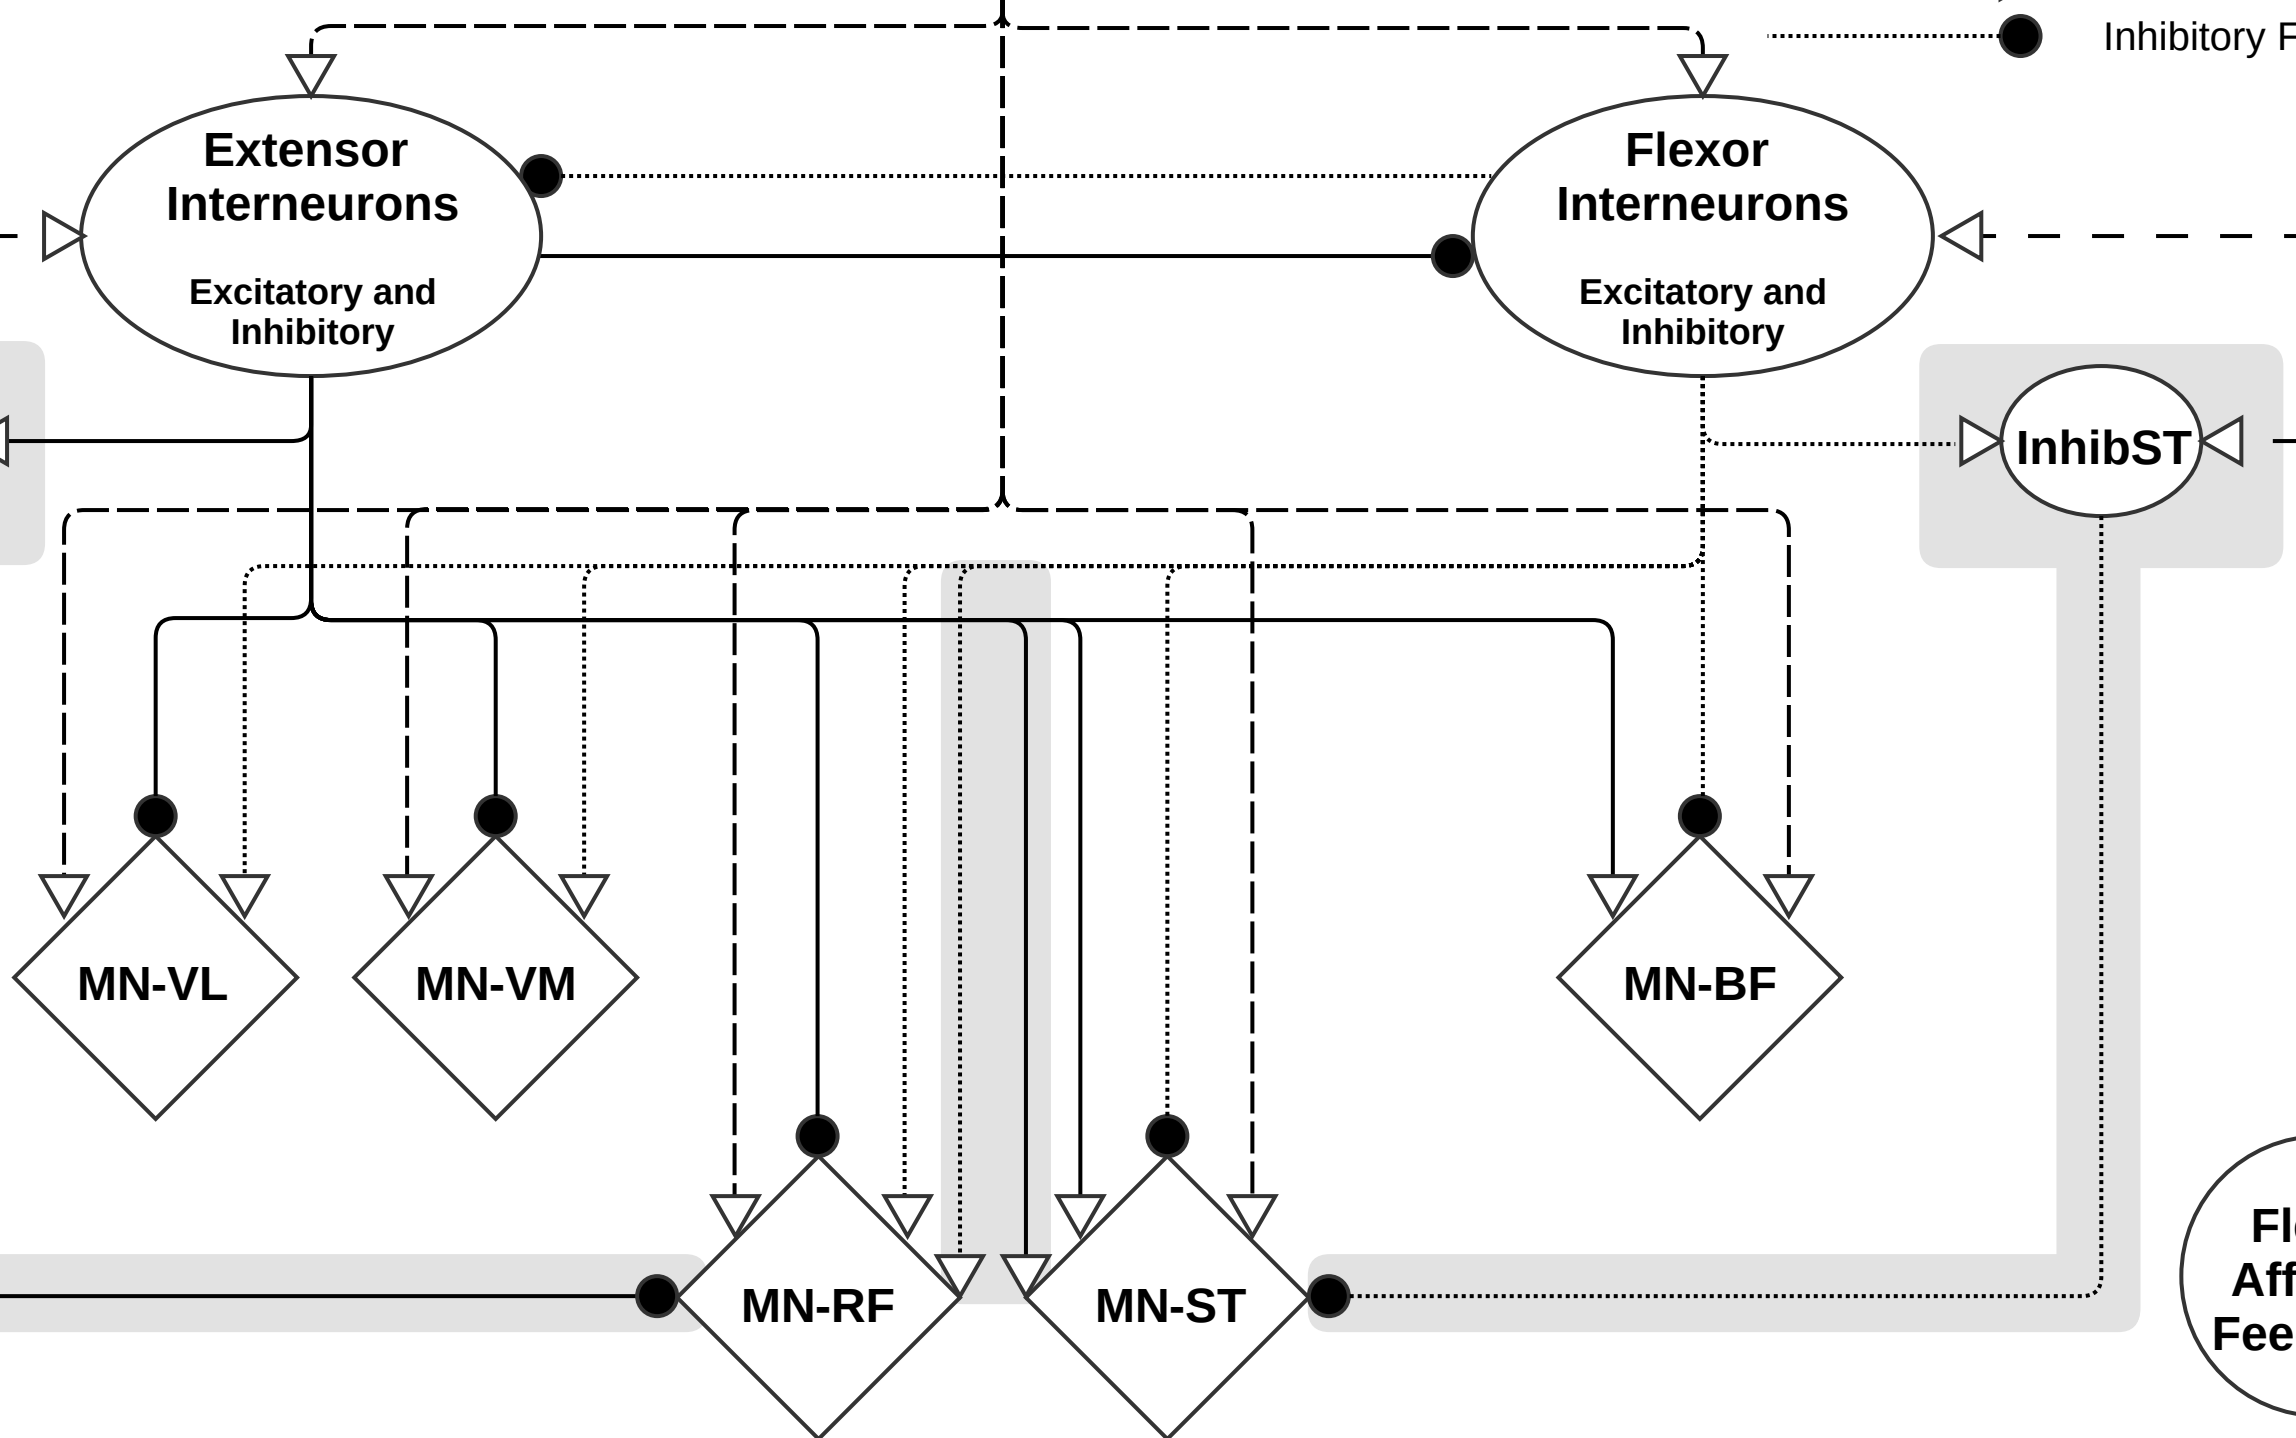 Inhibitory F
Extensor
Interneurons
Excitatory and
Inhibitory
Flexor
Interneurons
Excitatory and
Inhibitory
InhibST
MN-VL
MN-VM
MN-BF
MN-RF
MN-ST
Fl
Aff
Fee